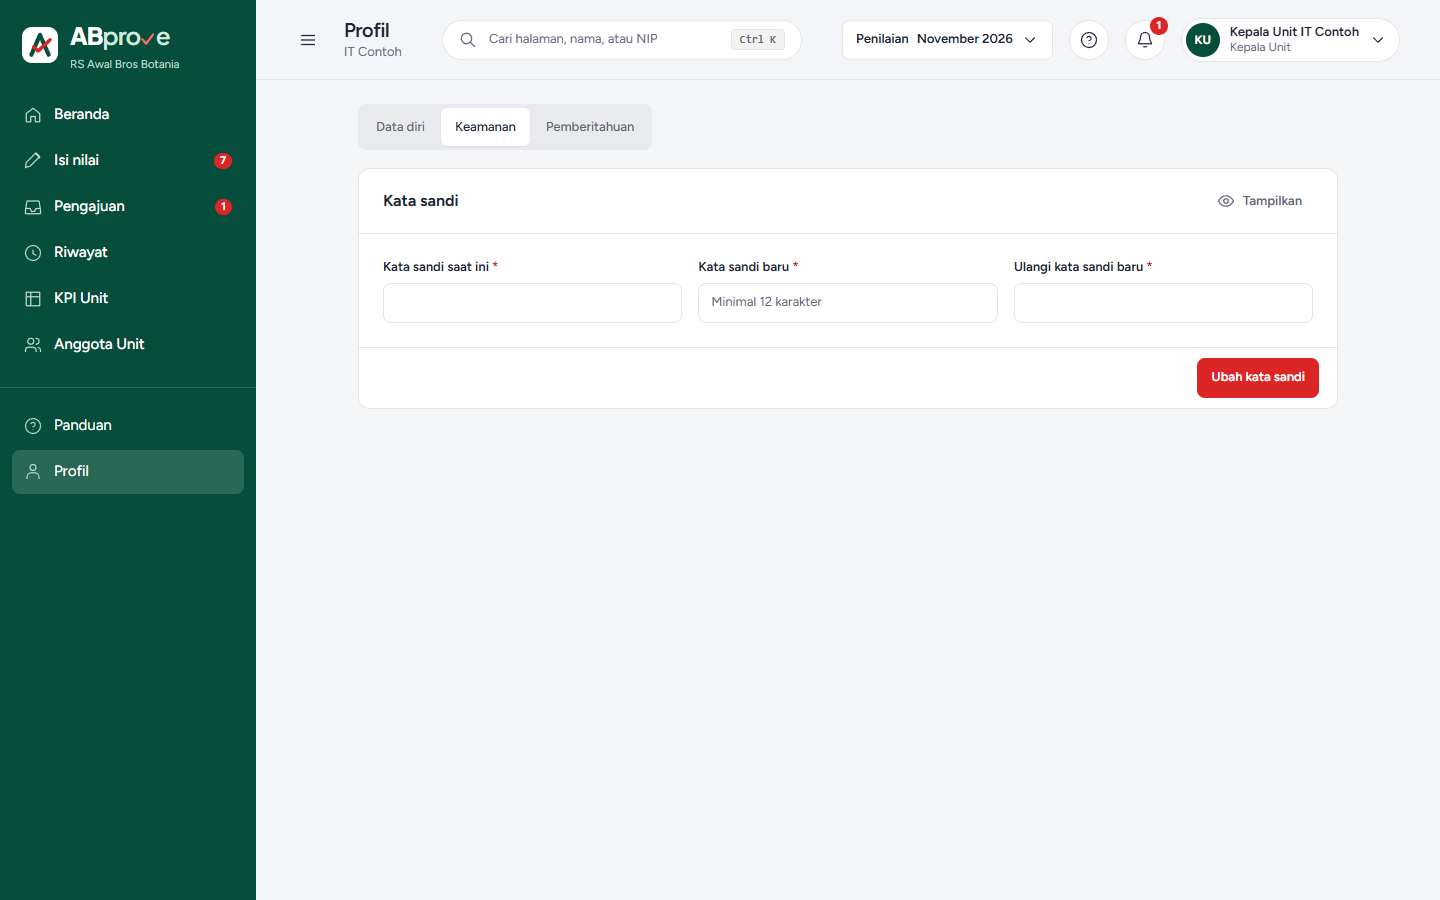 ABprove
RS Awal Bros Botania
Beranda
Isi nilai 7
Pengajuan 1
Riwayat
KPI Unit
Anggota Unit
Panduan
Profil
Profil
IT Contoh
Cari halaman, nama, atau NIP Ctrl K
Penilaian November 2026
1
KU
Kepala Unit IT Contoh
Kepala Unit
Data diri Keamanan Pemberitahuan
Kata sandi
Tampilkan
Kata sandi saat ini * Kata sandi baru * Ulangi kata sandi baru *
Minimal 12 karakter
Ubah kata sandi